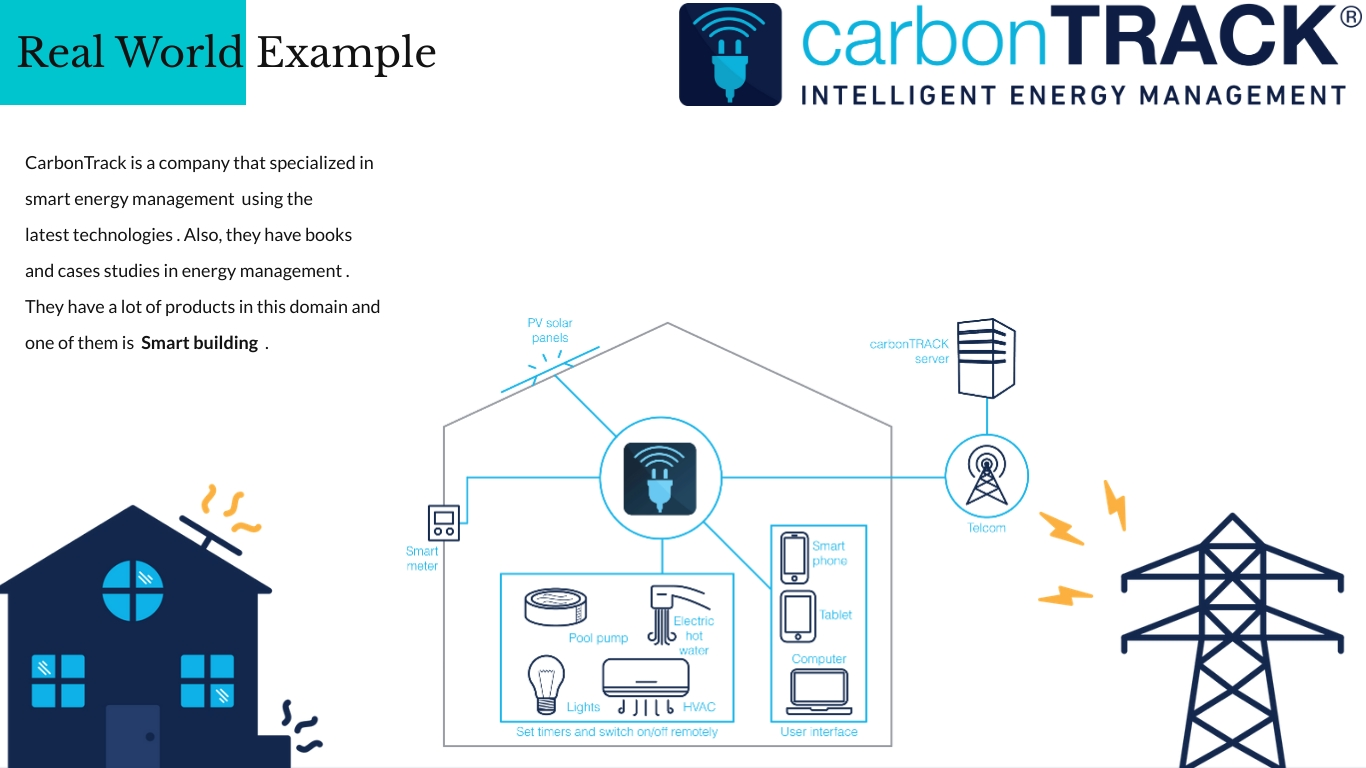 Real World Example
carbonTRACK®
INTELLIGENT ENERGY MANAGEMENT
CarbonTrack is a company that specialized in
smart energy management  using the
latest technologies . Also, they have books
and cases studies in energy management .
They have a lot of products in this domain and
one of them is  Smart building  .
PV solar
panels
carbonTRACK
server
Telcom
Smart
meter
Smart
phone
Tablet
Computer
User interface
Pool pump
Electric
hot
water
Lights
HVAC
Set timers and switch on/off remotely